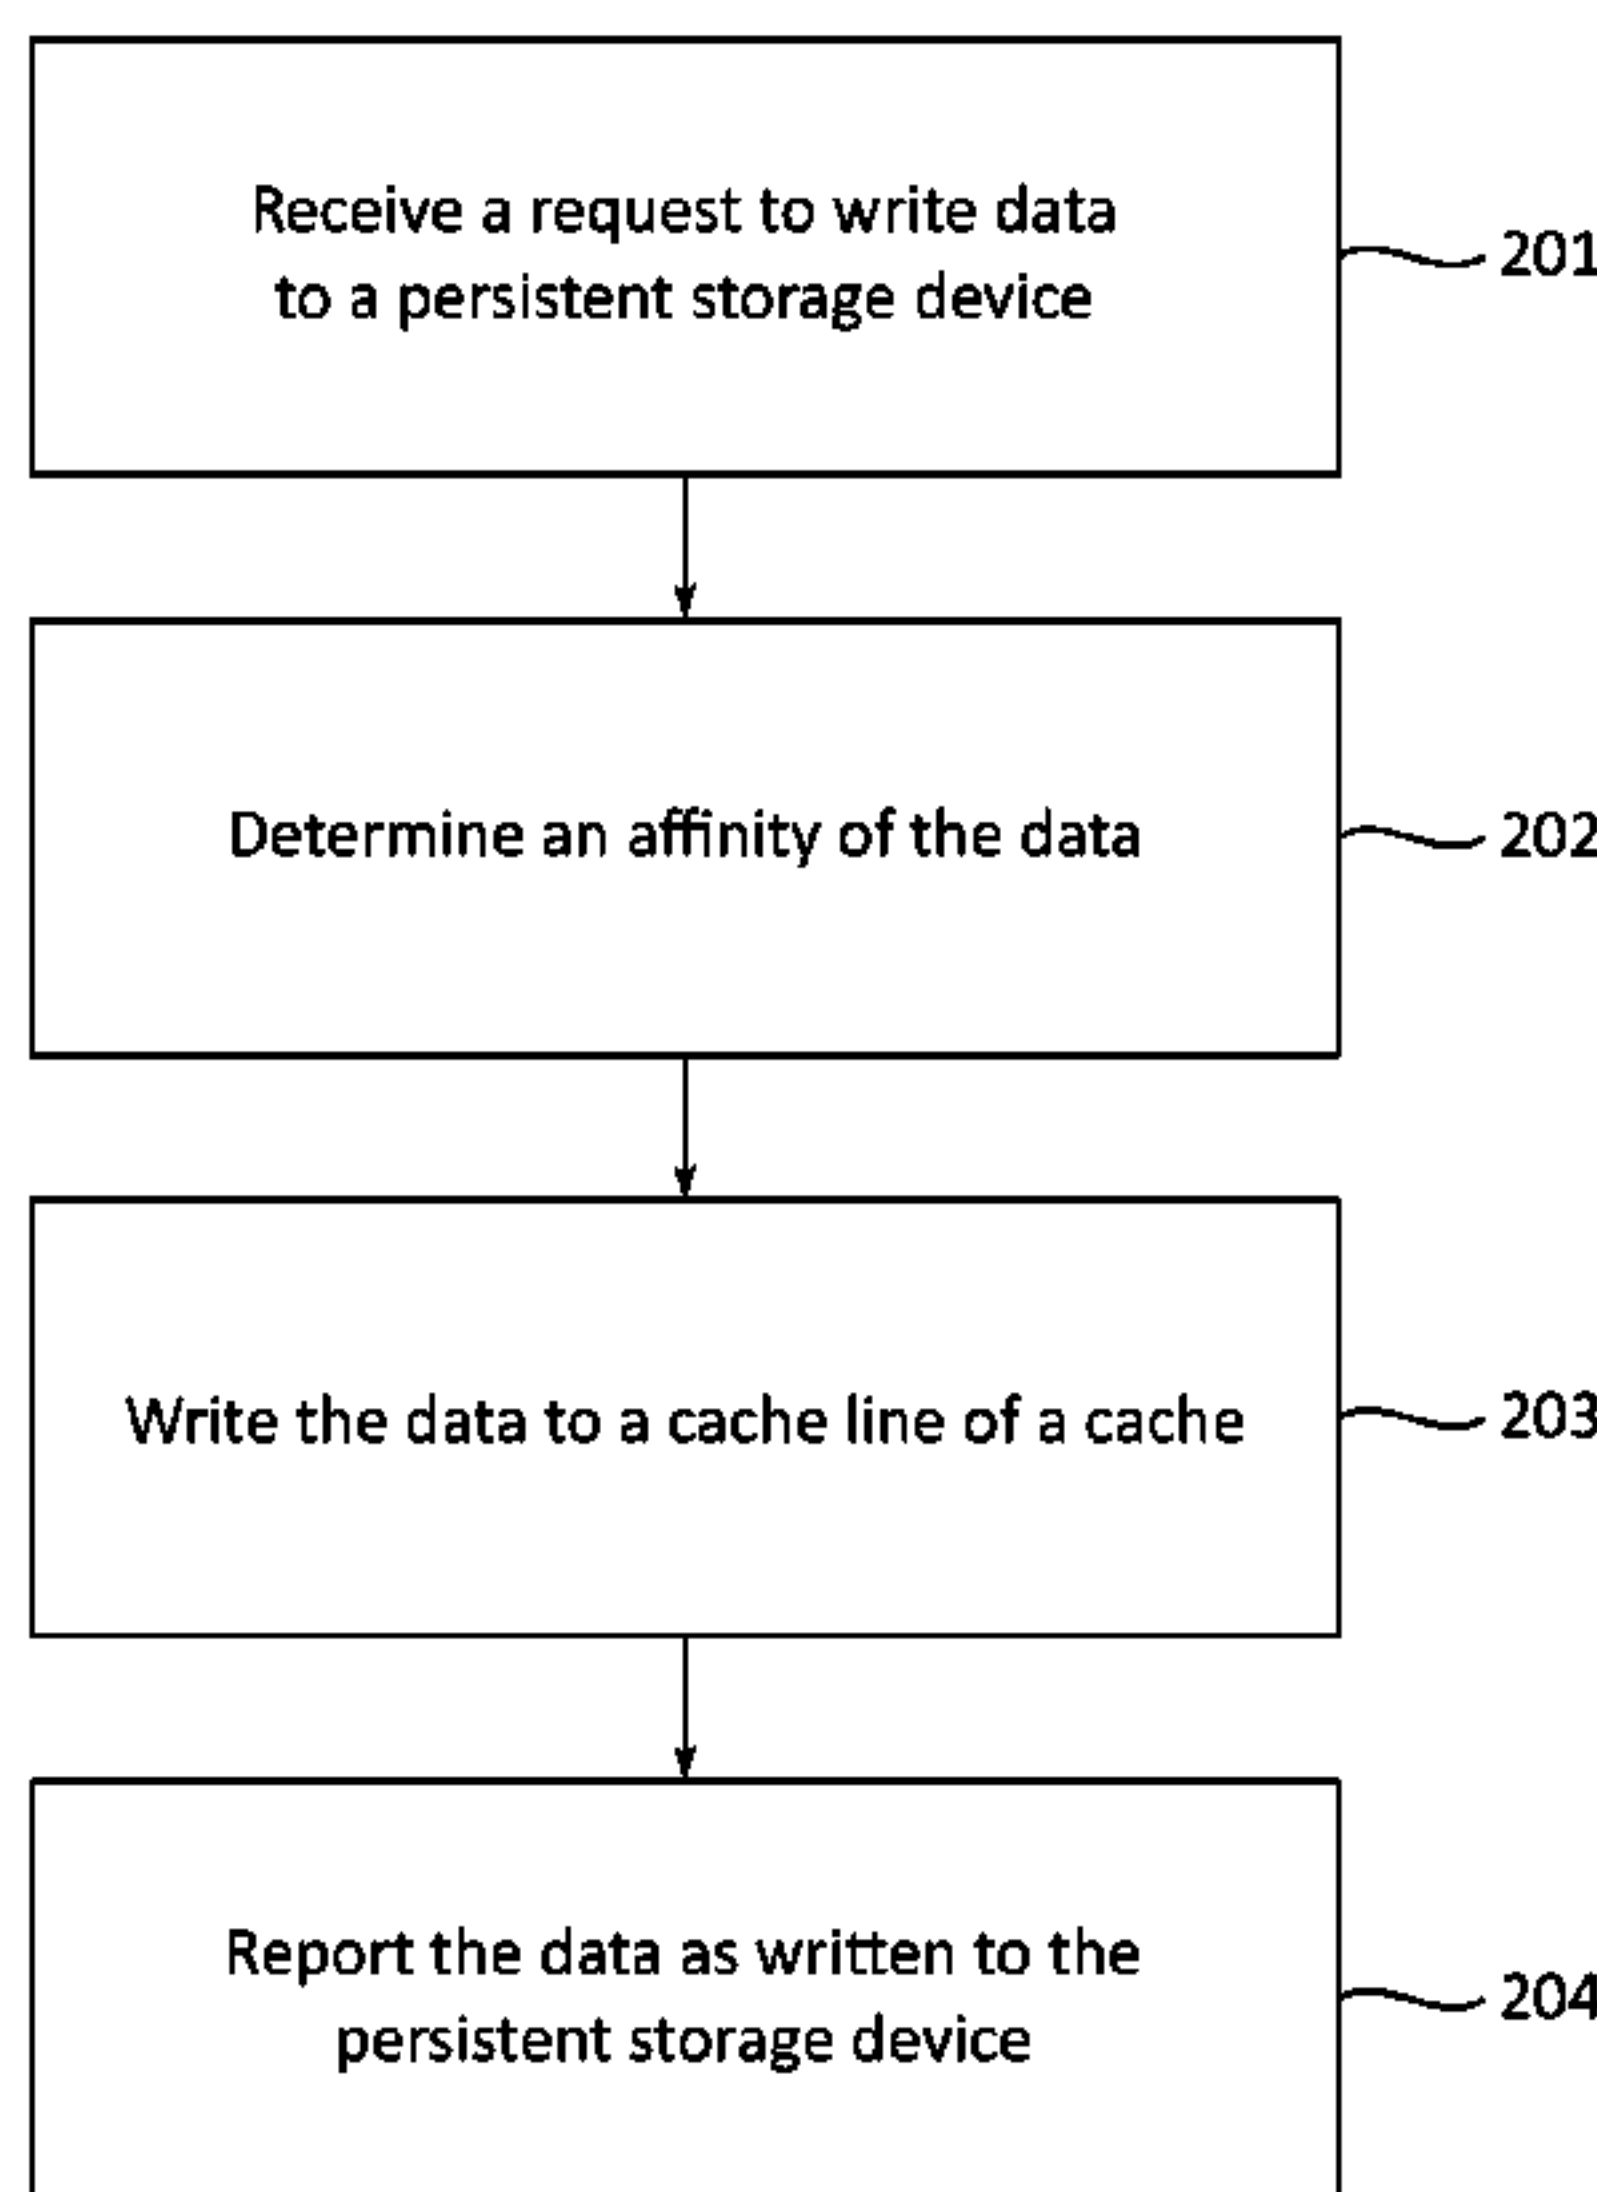 Receive a request to write data
to a persistent storage device
201
Determine an affinity of the data
202
Write the data to a cache line of a cache
203
Report the data as written to the
persistent storage device
204